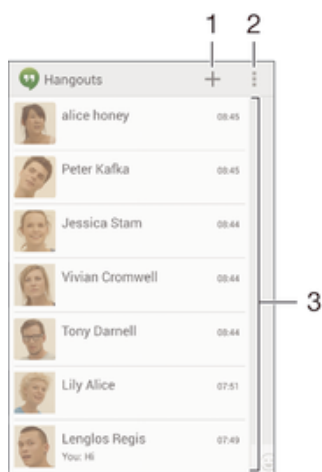 1 2
Hangouts
alice honey 08:45
Peter Kafka 08:45
Jessica Stam 08:44
3
Vivian Cromwell 08:44
Tony Darnell 08:44
Lily Alice 07:51
Lenglos Regis 07:49
You: Hi